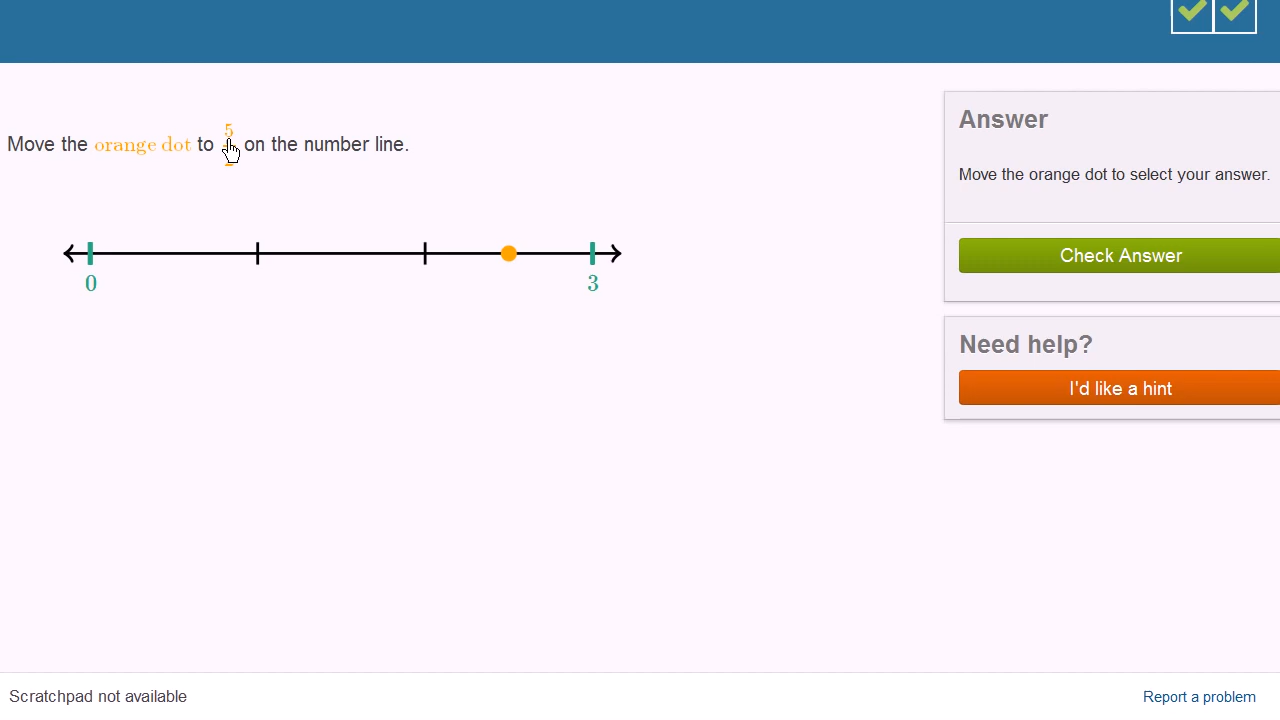 Move the orange dot to 5 on the number line.
0
3
Answer
Move the orange dot to select your answer.
Check Answer
Need help?
I'd like a hint
Scratchpad not available
Report a problem